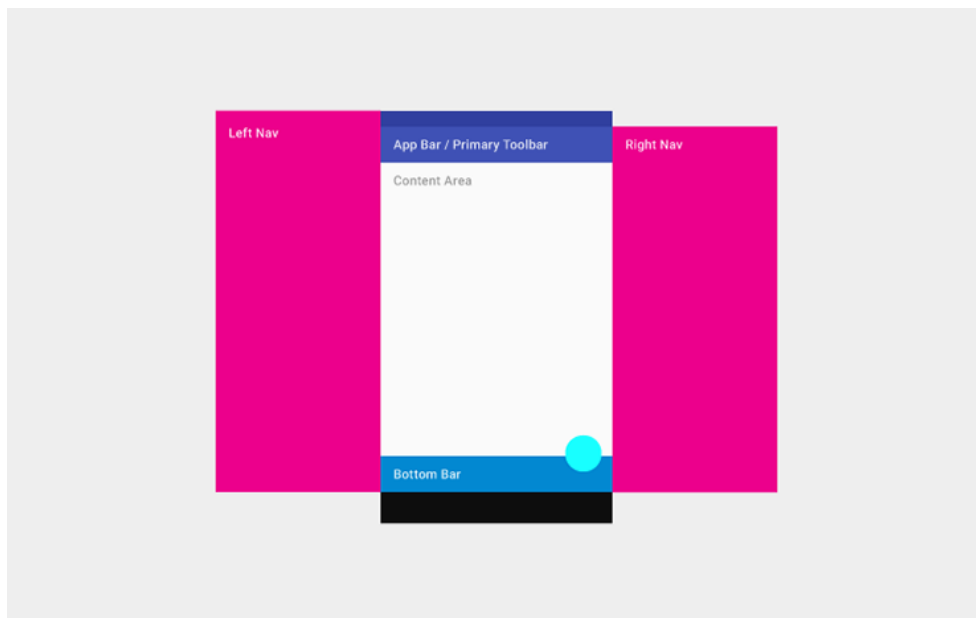 Left Nav
App Bar / Primary Toolbar
Right Nav
Content Area
Bottom Bar